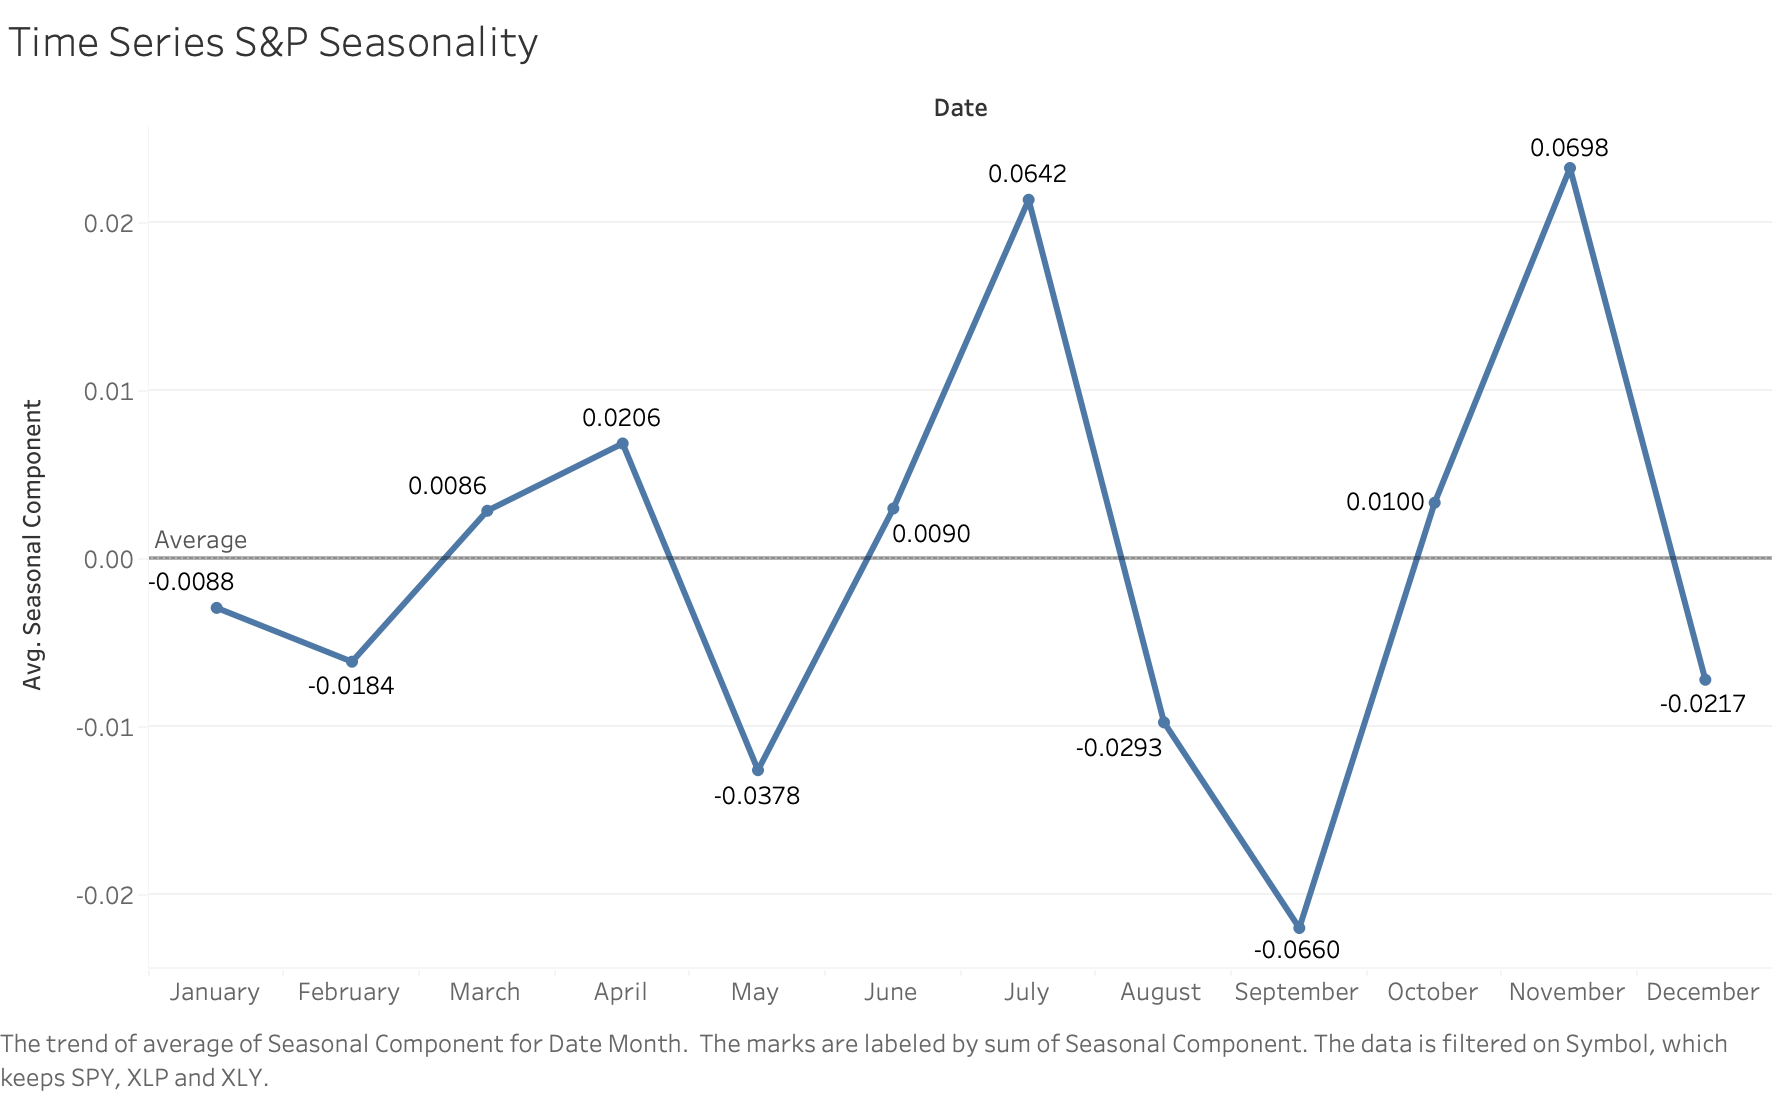 Time Series S&P Seasonality
Date
0.0698
0.0642
0.02
0.01
0.0206
0.0086
0.0100
0.0090
Average
0.00
-0.0088
-0.0184
-0.0217
-0.01
-0.0293
-0.0378
-0.02
-0.0660
Avg. Seasonal Component
January February March April May June July August September October November December
The trend of average of Seasonal Component for Date Month.  The marks are labeled by sum of Seasonal Component. The data is filtered on Symbol, which
keeps SPY, XLP and XLY.